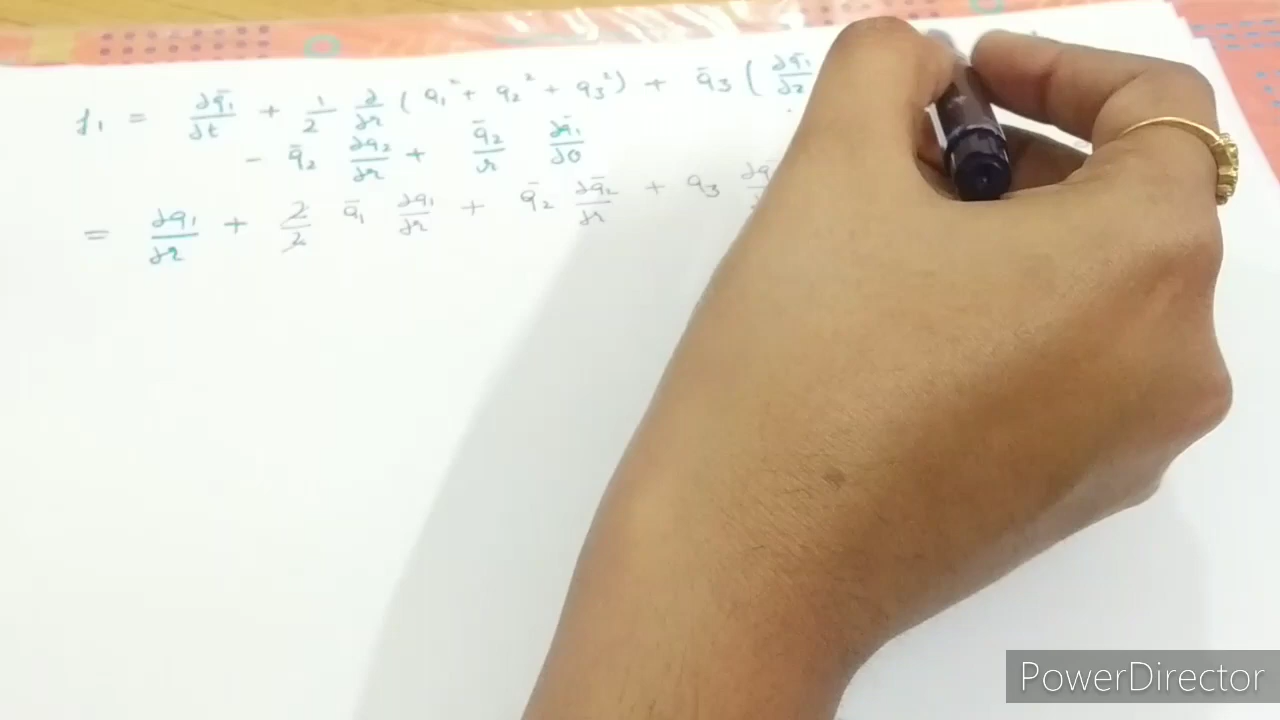 f₁ = ∂q̄₁/∂t + 1/2 ∂/∂r (q₁² + q₂² + q₃²) + q̄₃ (∂q̄₁/∂z
- q̄₂ ∂q₂/∂r + q̄₂/r ∂q̄₁/∂θ
= ∂q₁/∂r + 2/2 q̄₁ ∂q₁/∂r + q̄₂ ∂q̄₂/∂r + q₃
PowerDirector